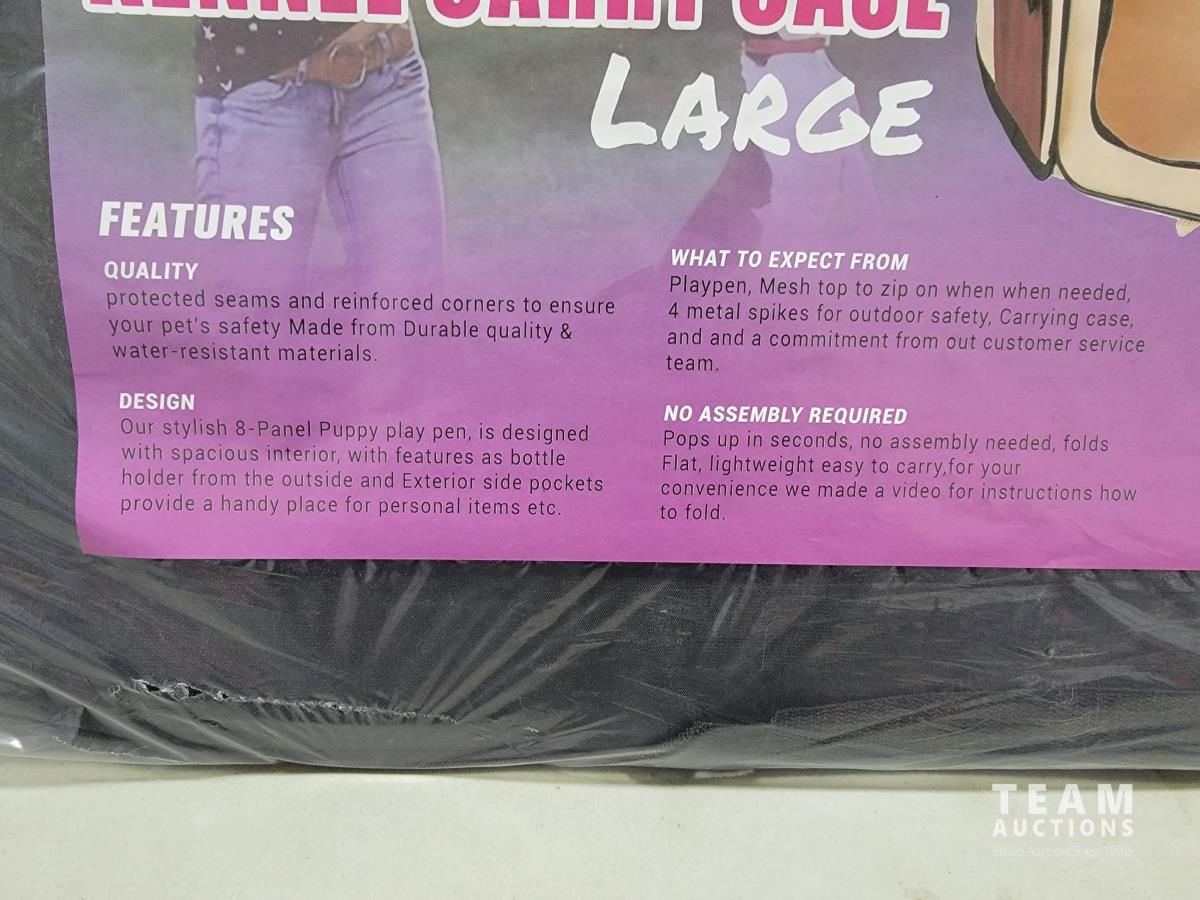 KENNEL CARRY CASE
LARGE
FEATURES
QUALITY
protected seams and reinforced corners to ensure
your pet's safety Made from Durable quality &
water-resistant materials.
DESIGN
Our stylish 8-Panel Puppy play pen, is designed
with spacious interior, with features as bottle
holder from the outside and Exterior side pockets
provide a handy place for personal items etc.
WHAT TO EXPECT FROM
Playpen, Mesh top to zip on when when needed,
4 metal spikes for outdoor safety, Carrying case,
and and a commitment from out customer service
team.
NO ASSEMBLY REQUIRED
Pops up in seconds, no assembly needed, folds
Flat, lightweight easy to carry,for your
convenience we made a video for instructions how
to fold.
TEAM
AUCTIONS